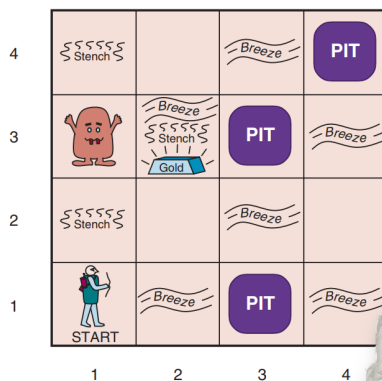 4
Stench
Breeze
PIT
3
Breeze
Stench
Gold
PIT
Breeze
2
Stench
Breeze
1
START
Breeze
PIT
Breeze
1 2 3 4